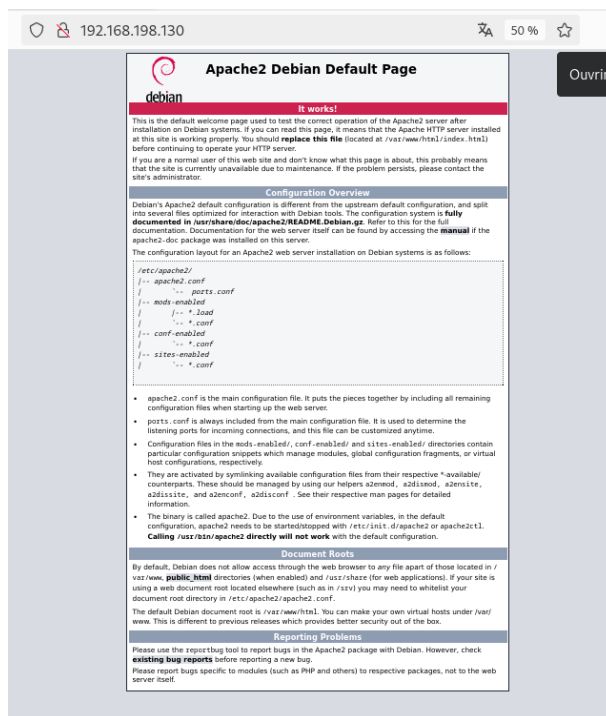 192.168.198.130
50 %
Ouvrir
debian
Apache2 Debian Default Page
It works!
This is the default welcome page used to test the correct operation of the Apache2 server after
installation on Debian systems. If you can read this page, it means that the Apache HTTP server installed
at this site is working properly. You should replace this file (located at /var/www/html/index.html)
before continuing to operate your HTTP server.
If you are a normal user of this web site and don't know what this page is about, this probably means
that the site is currently unavailable due to maintenance. If the problem persists, please contact the
site's administrator.
Configuration Overview
Debian's Apache2 default configuration is different from the upstream default configuration, and split
into several files optimized for interaction with Debian tools. The configuration system is fully
documented in /usr/share/doc/apache2/README.Debian.gz. Refer to this for the full
documentation. Documentation for the web server itself can be found by accessing the manual if the
apache2-doc package was installed on this server.
The configuration layout for an Apache2 web server installation on Debian systems is as follows:
/etc/apache2/
|-- apache2.conf
|       `--  ports.conf
|-- mods-enabled
|       |-- *.load
|       `-- *.conf
|-- conf-enabled
|       `-- *.conf
|-- sites-enabled
|       `-- *.conf
• apache2.conf is the main configuration file. It puts the pieces together by including all remaining
configuration files when starting up the web server.
• ports.conf is always included from the main configuration file. It is used to determine the
listening ports for incoming connections, and this file can be customized anytime.
• Configuration files in the mods-enabled/, conf-enabled/ and sites-enabled/ directories contain
particular configuration snippets which manage modules, global configuration fragments, or virtual
host configurations, respectively.
• They are activated by symlinking available configuration files from their respective *-available/
counterparts. These should be managed by using our helpers a2enmod, a2dismod, a2ensite,
a2dissite, and a2enconf, a2disconf . See their respective man pages for detailed
information.
• The binary is called apache2. Due to the use of environment variables, in the default
configuration, apache2 needs to be started/stopped with /etc/init.d/apache2 or apache2ctl.
Calling /usr/bin/apache2 directly will not work with the default configuration.
Document Roots
By default, Debian does not allow access through the web browser to any file apart of those located in /
var/www, public_html directories (when enabled) and /usr/share (for web applications). If your site is
using a web document root located elsewhere (such as in /srv) you may need to whitelist your
document root directory in /etc/apache2/apache2.conf.
The default Debian document root is /var/www/html. You can make your own virtual hosts under /var/
www. This is different to previous releases which provides better security out of the box.
Reporting Problems
Please use the reportbug tool to report bugs in the Apache2 package with Debian. However, check
existing bug reports before reporting a new bug.
Please report bugs specific to modules (such as PHP and others) to respective packages, not to the web
server itself.